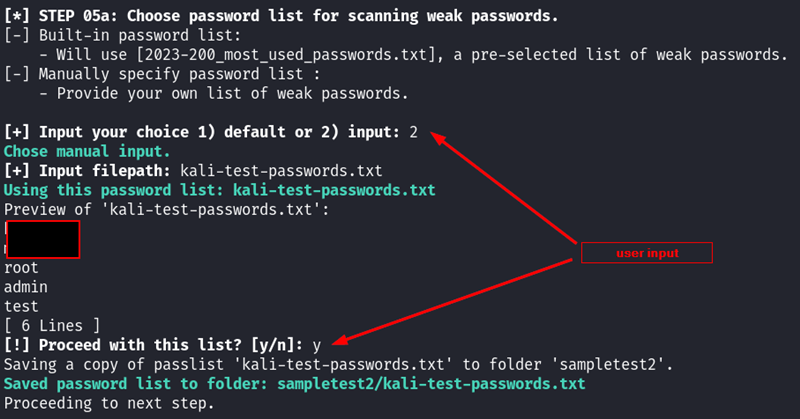 [*] STEP 05a: Choose password list for scanning weak passwords.
[-] Built-in password list:
- Will use [2023-200_most_used_passwords.txt], a pre-selected list of weak passwords.
[-] Manually specify password list :
- Provide your own list of weak passwords.
[+] Input your choice 1) default or 2) input: 2
Chose manual input.
[+] Input filepath: kali-test-passwords.txt
Using this password list: kali-test-passwords.txt
Preview of 'kali-test-passwords.txt':
root
user input
admin
test
[ 6 Lines ]
[!] Proceed with this list? [y/n]: y
Saving a copy of passlist 'kali-test-passwords.txt' to folder 'sampletest2'.
Saved password list to folder: sampletest2/kali-test-passwords.txt
Proceeding to next step.